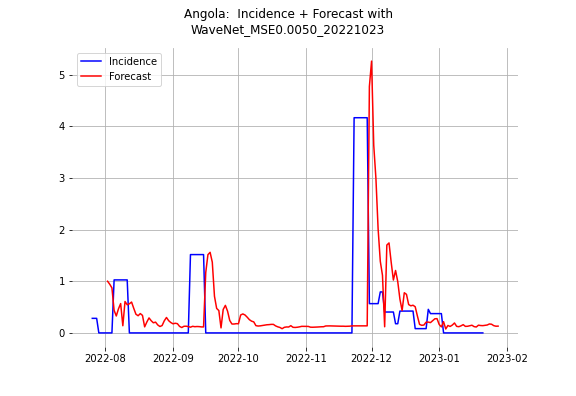 Angola:  Incidence + Forecast with
WaveNet_MSE0.0050_20221023
Incidence
Forecast
5
4
3
2
1
0
2022-08 2022-09 2022-10 2022-11 2022-12 2023-01 2023-02